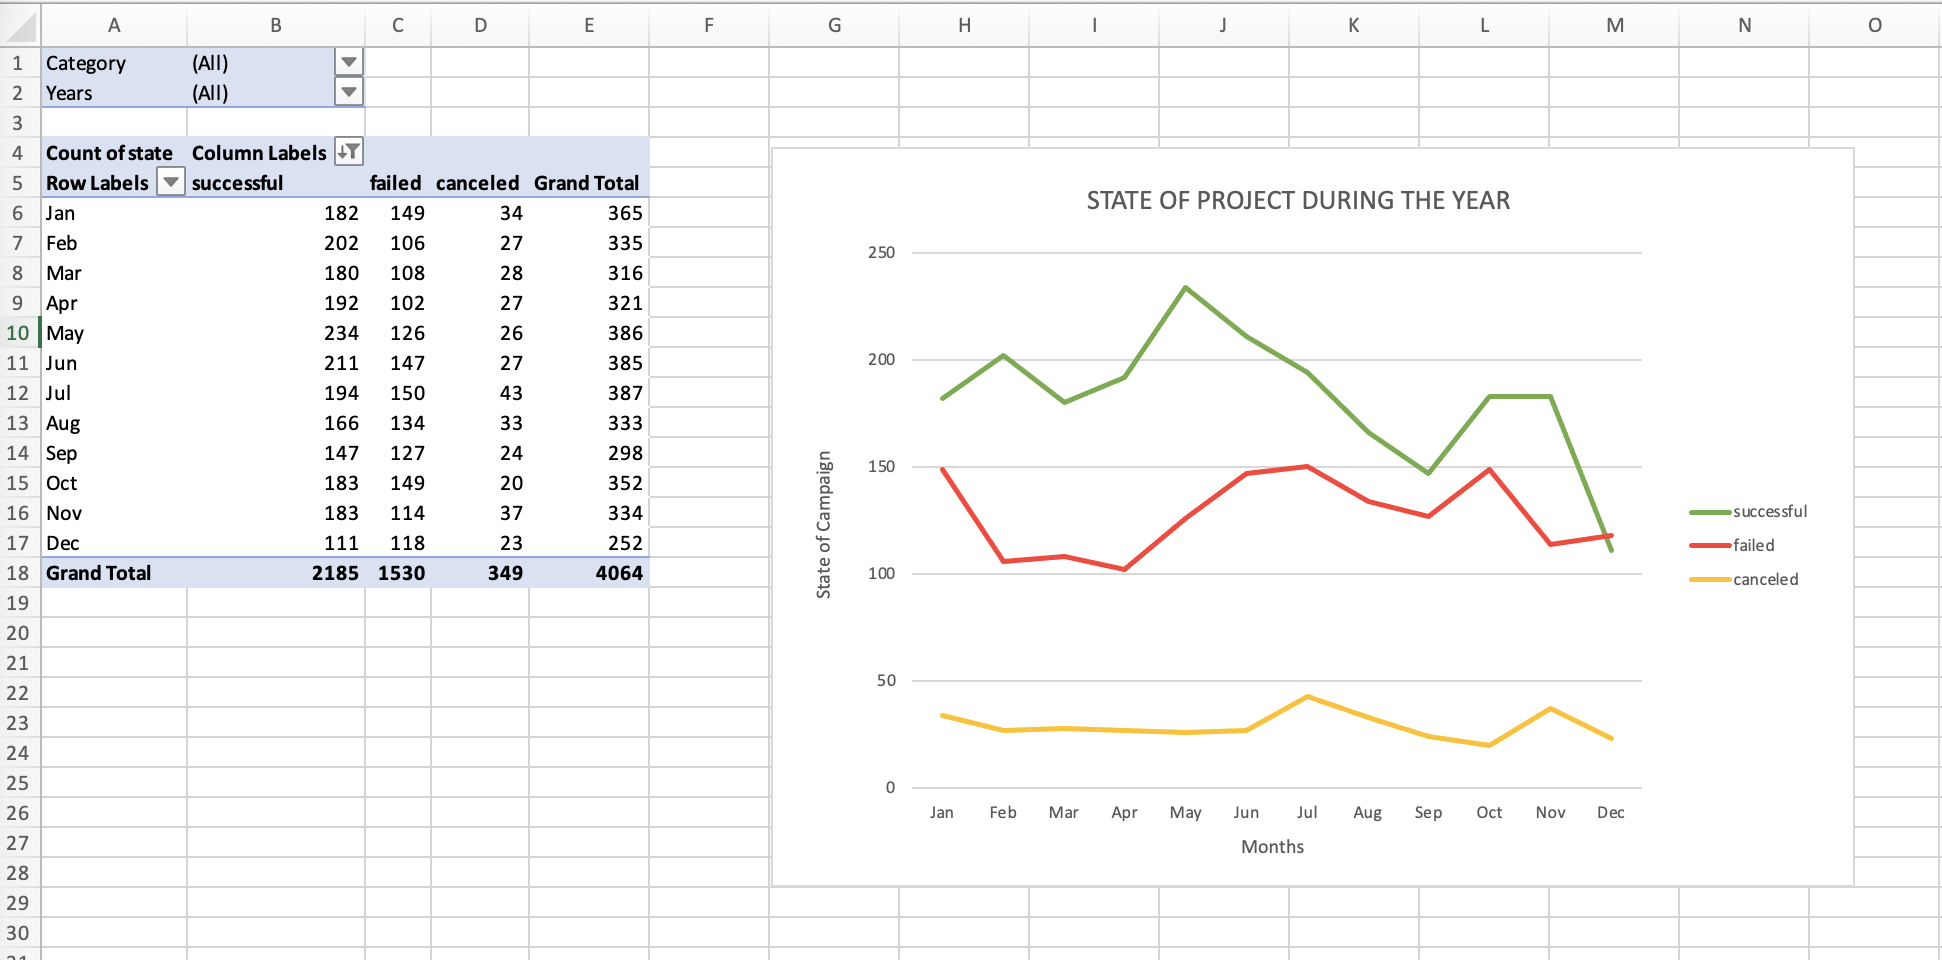 A B C D E F G H I J K L M N O
1 Category (All)
2 Years (All)
3
4 Count of state Column Labels
5 Row Labels successful failed canceled Grand Total
6 Jan 182 149 34 365
7 Feb 202 106 27 335
8 Mar 180 108 28 316
9 Apr 192 102 27 321
10 May 234 126 26 386
11 Jun 211 147 27 385
12 Jul 194 150 43 387
13 Aug 166 134 33 333
14 Sep 147 127 24 298
15 Oct 183 149 20 352
16 Nov 183 114 37 334
17 Dec 111 118 23 252
18 Grand Total 2185 1530 349 4064
19
20
21
22
23
24
25
26
27
28
29
30
STATE OF PROJECT DURING THE YEAR
250
200
150
100
50
0
State of Campaign
Jan Feb Mar Apr May Jun Jul Aug Sep Oct Nov Dec
Months
successful
failed
canceled